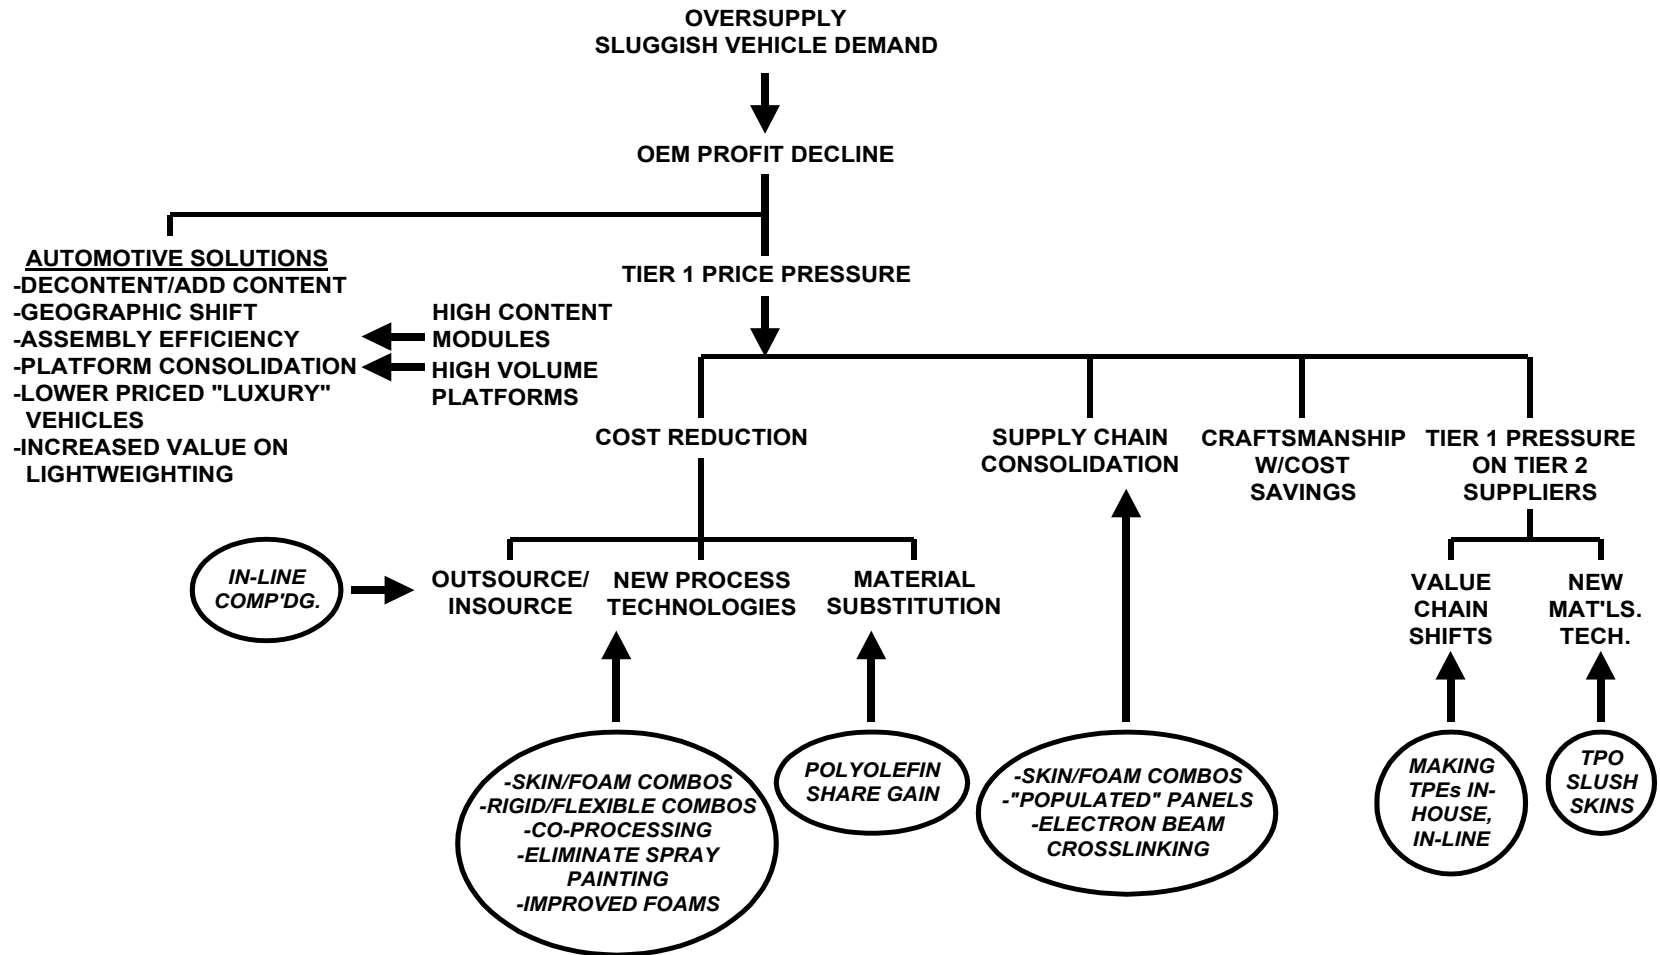 OVERSUPPLY
SLUGGISH VEHICLE DEMAND
OEM PROFIT DECLINE
AUTOMOTIVE SOLUTIONS
-DECONTENT/ADD CONTENT
-GEOGRAPHIC SHIFT
-ASSEMBLY EFFICIENCY
-PLATFORM CONSOLIDATION
-LOWER PRICED "LUXURY"
VEHICLES
-INCREASED VALUE ON
LIGHTWEIGHTING
HIGH CONTENT
MODULES
HIGH VOLUME
PLATFORMS
TIER 1 PRICE PRESSURE
COST REDUCTION
SUPPLY CHAIN
CONSOLIDATION
CRAFTSMANSHIP
W/COST
SAVINGS
TIER 1 PRESSURE
ON TIER 2
SUPPLIERS
IN-LINE
COMP'DG.
OUTSOURCE/
INSOURCE
NEW PROCESS
TECHNOLOGIES
MATERIAL
SUBSTITUTION
VALUE
CHAIN
SHIFTS
NEW
MAT'LS.
TECH.
-SKIN/FOAM COMBOS
-RIGID/FLEXIBLE COMBOS
-CO-PROCESSING
-ELIMINATE SPRAY
PAINTING
-IMPROVED FOAMS
POLYOLEFIN
SHARE GAIN
-SKIN/FOAM COMBOS
-"POPULATED" PANELS
-ELECTRON BEAM
CROSSLINKING
MAKING
TPEs IN-
HOUSE,
IN-LINE
TPO
SLUSH
SKINS